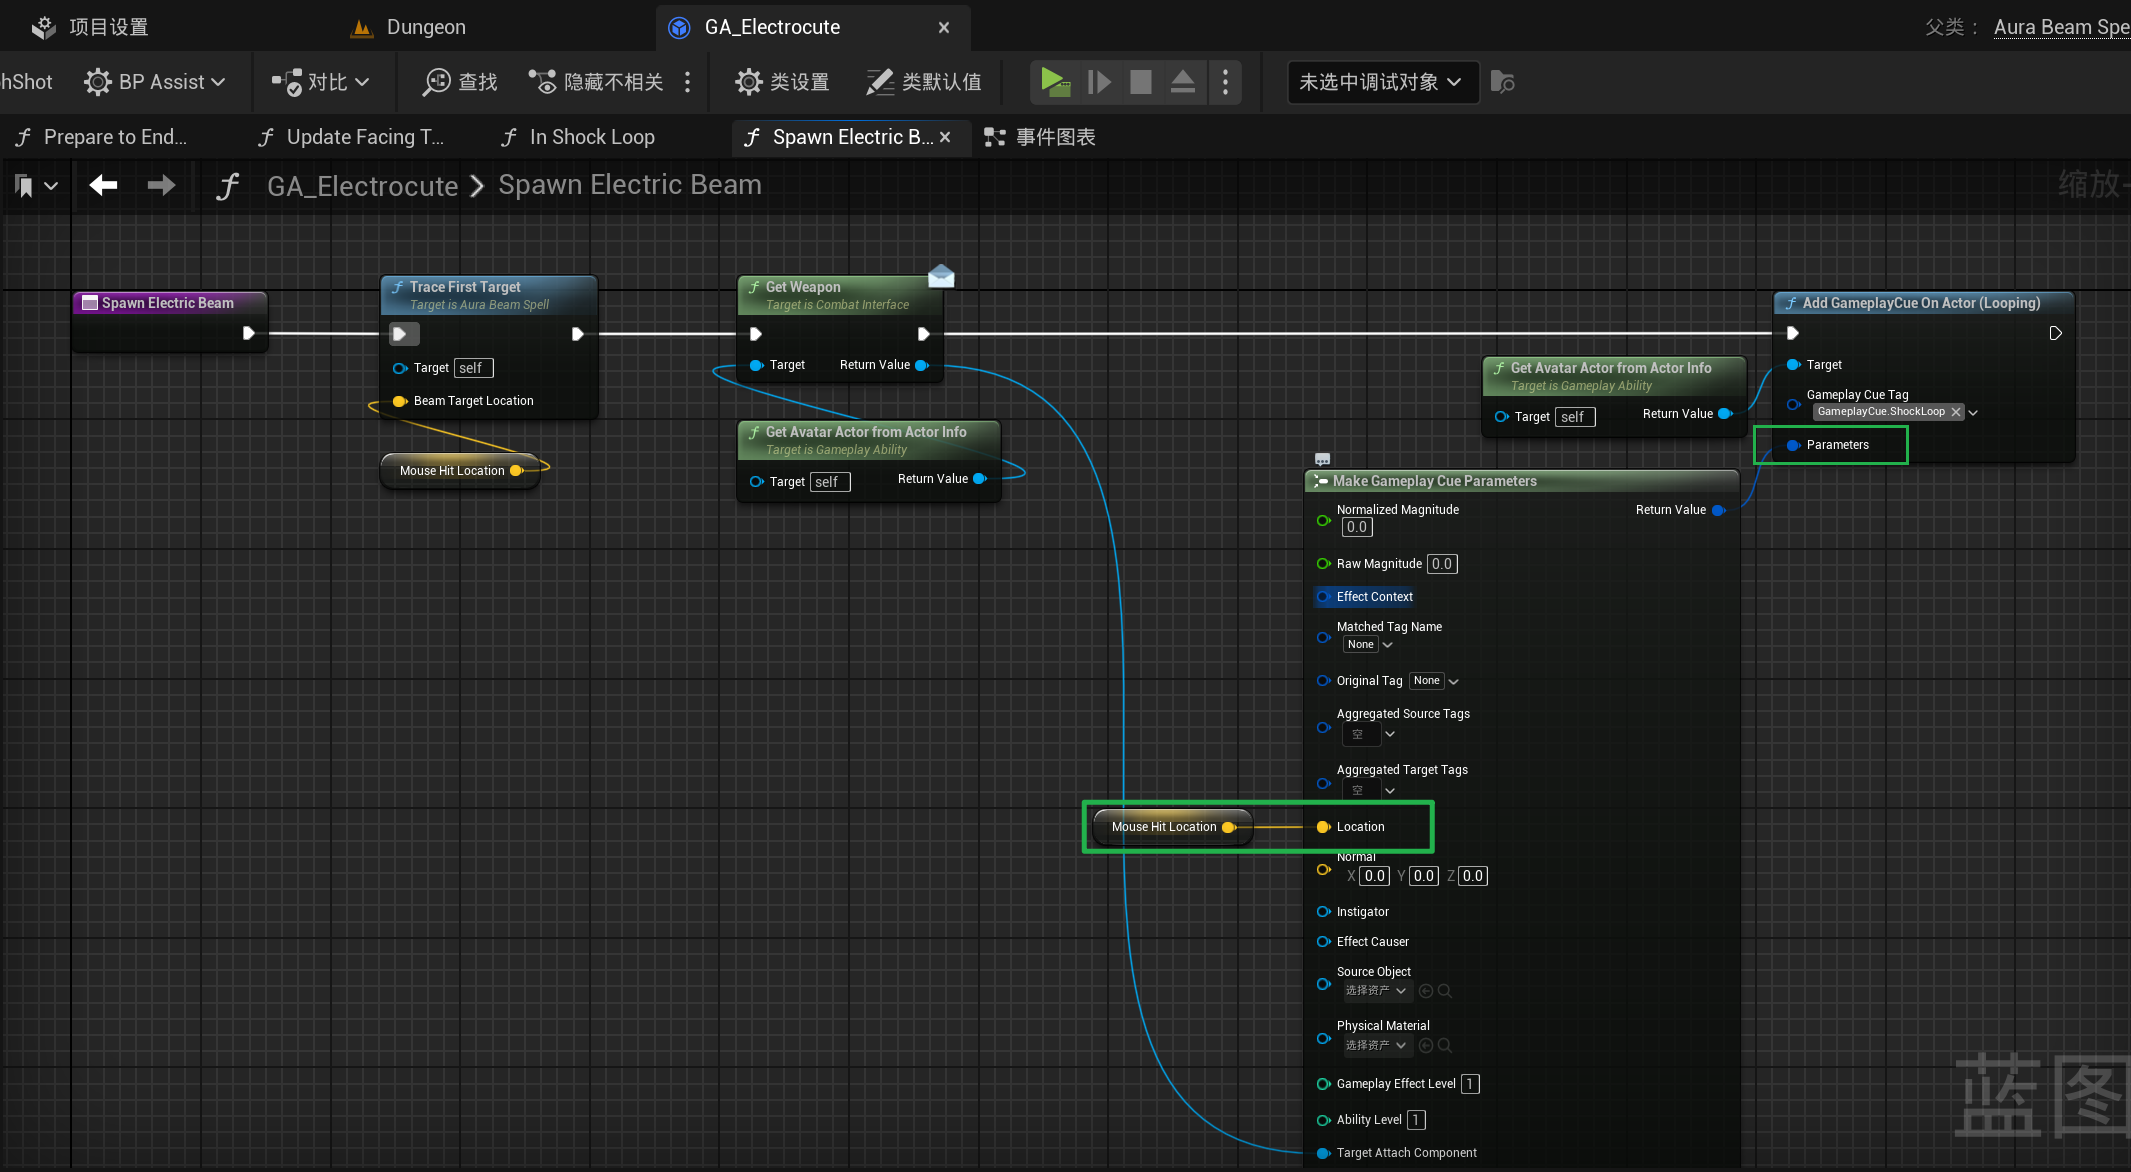 项目设置
Dungeon
GA_Electrocute
父类：
Aura Beam Spe
hShot
BP Assist
对比
查找
隐藏不相关
类设置
类默认值
未选中调试对象
Prepare to End...
Update Facing T...
In Shock Loop
Spawn Electric B...
事件图表
GA_Electrocute
Spawn Electric Beam
缩放-
Spawn Electric Beam
Trace First Target
Target is Aura Beam Spell
Target self
Beam Target Location
Mouse Hit Location
Get Weapon
Target is Combat Interface
Target
Return Value
Get Avatar Actor from Actor Info
Target is Gameplay Ability
Target self
Return Value
Get Avatar Actor from Actor Info
Target is Gameplay Ability
Target self
Return Value
Add GameplayCue On Actor (Looping)
Target
Gameplay Cue Tag
GameplayCue.ShockLoop
Parameters
Make Gameplay Cue Parameters
Normalized Magnitude
0.0
Return Value
Raw Magnitude 0.0
Effect Context
Matched Tag Name
None
Original Tag None
Aggregated Source Tags
空
Aggregated Target Tags
空
Mouse Hit Location
Location
Normal
X 0.0 Y 0.0 Z 0.0
Instigator
Effect Causer
Source Object
选择资产
Physical Material
选择资产
Gameplay Effect Level 1
Ability Level 1
Target Attach Component
蓝图